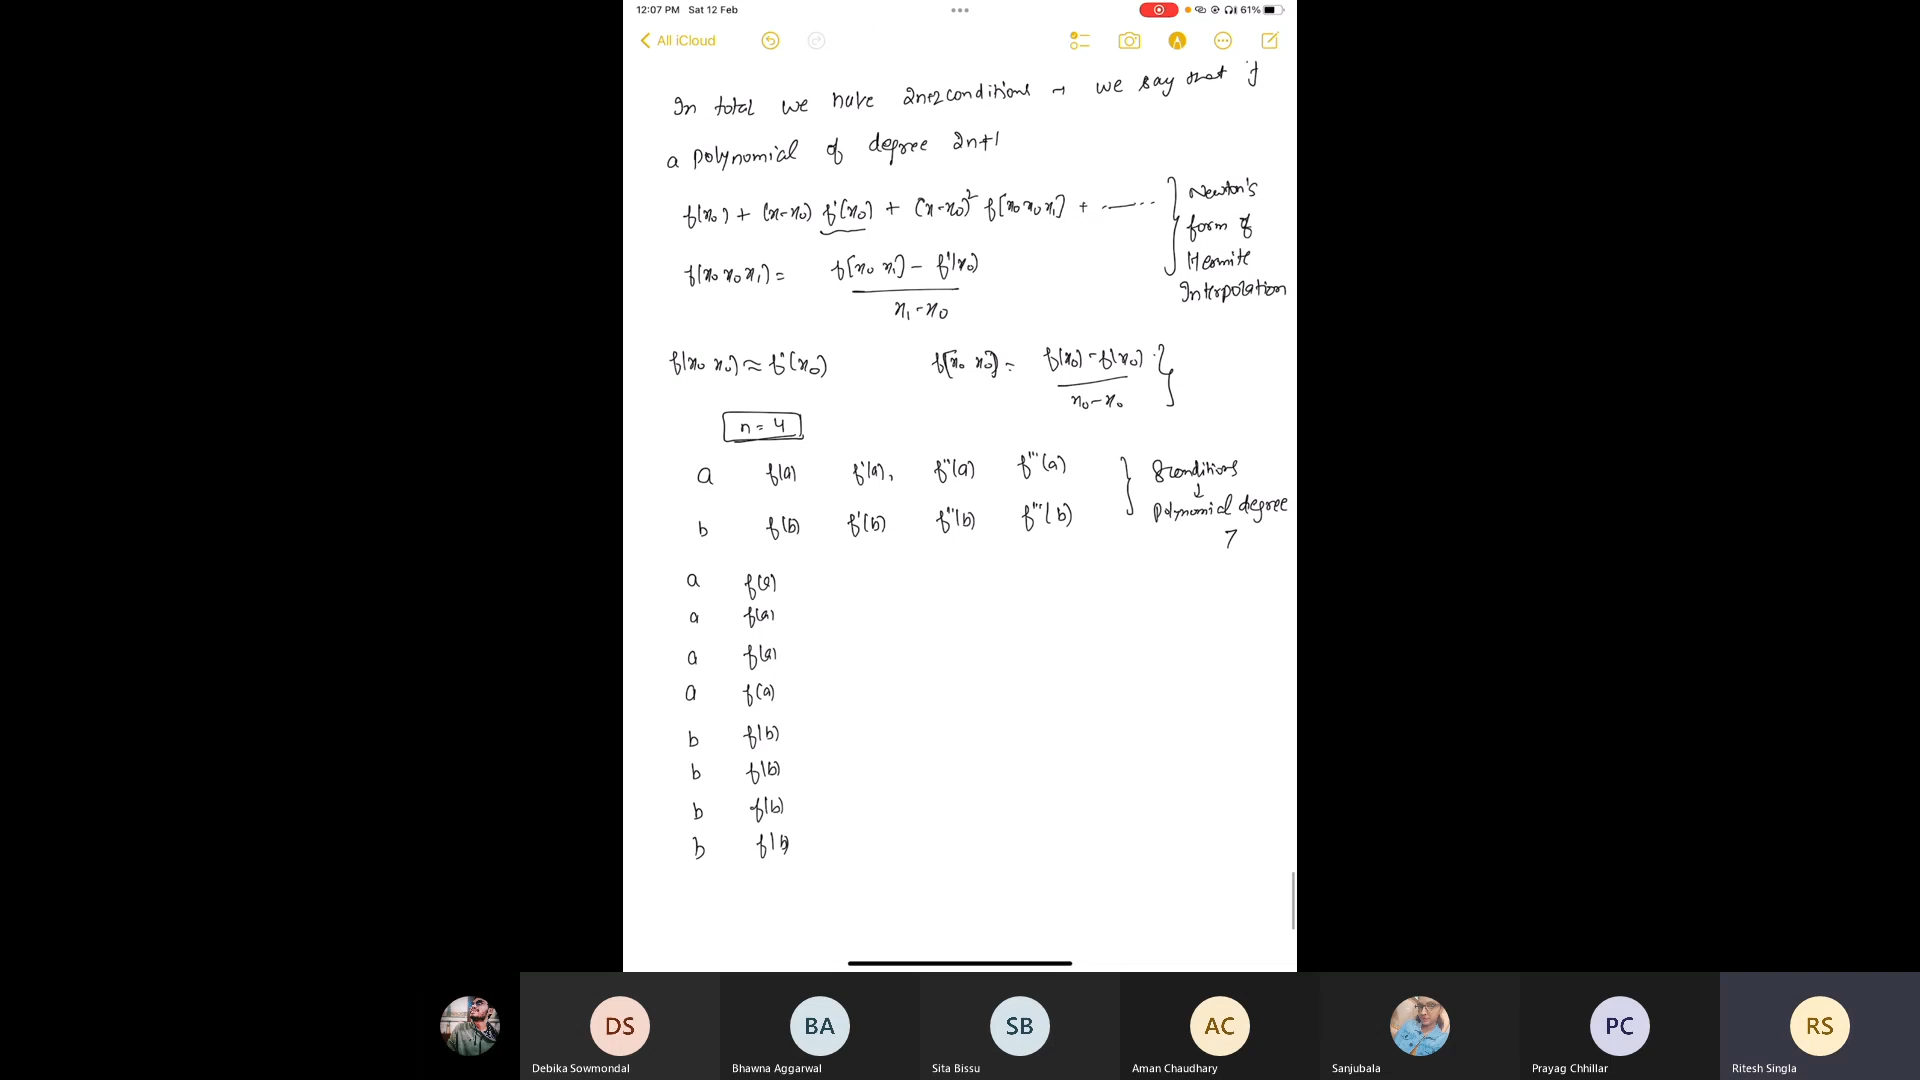 12:07 PM Sat 12 Feb
61%
All iCloud
In total we have 2n+2 conditions → we say that if
a polynomial of degree 2n+1
f(x₀) + (x-x₀) f'(x₀) + (x-x₀)² f[x₀ x₀ x₁] + ------
Newton's
form of
Hermite
Interpolation
f[x₀ x₀ x₁] = f[x₀ x₁] - f'(x₀)
x₁ - x₀
f[x₀ x₀] ≈ f'(x₀)
f[x₀ x₀] = f(x₀) - f(x₀)
x₀ - x₀
n = 4
a f(a) f'(a), f''(a) f'''(a)
b f(b) f'(b) f''(b) f'''(b)
8 conditions
↓
Polynomial degree
7
a f(a)
a f(a)
a f(a)
a f(a)
b f(b)
b f(b)
b f(b)
b f(b)
DS BA SB AC PC RS
Debika Sowmondal Bhawna Aggarwal Sita Bissu Aman Chaudhary Sanjubala Prayag Chhillar Ritesh Singla